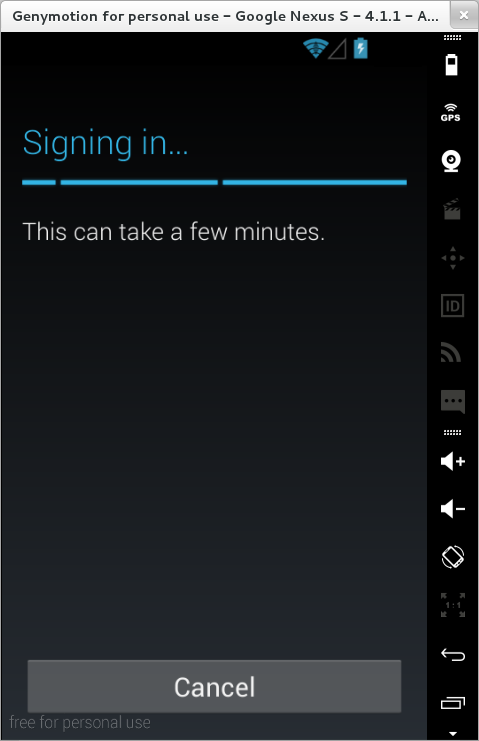 Genymotion for personal use – Google Nexus S – 4.1.1 – A...
GPS
Signing in...
This can take a few minutes.
ID
1:1
Cancel
free for personal use